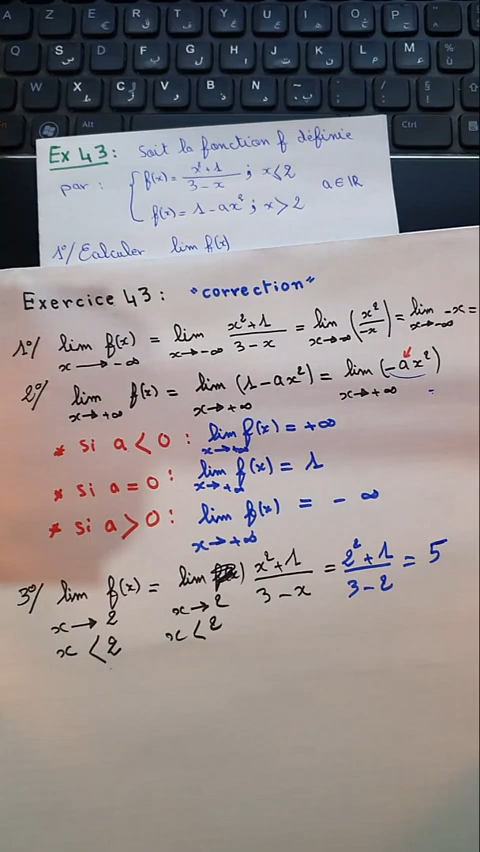 A Z E R T Y U I O P
Q S D F G H J K L M %
W X C V B N
Alt Ctrl
Ex 43: Soit la fonction f définie
par : { f(x) = x²+1 / 3-x ; x<2
f(x) = 1-ax² ; x>2 a∈IR
1°/ Calculer lim f(x)
Exercice 43 : "correction"
1°/ lim x→-∞ f(x) = lim x→-∞ x²+1 / 3-x = lim x→-∞ (x²/-x) = lim x→-∞ -x =
2°/ lim x→+∞ f(x) = lim x→+∞ (1-ax²) = lim x→+∞ (-ax²)
* si a<0 : lim x→+∞ f(x) = +∞
* si a=0 : lim x→+∞ f(x) = 1
* si a>0 : lim x→+∞ f(x) = -∞
3°/ lim x→2 x<2 f(x) = lim x→2 x<2 x²+1 / 3-x = 2²+1 / 3-2 = 5